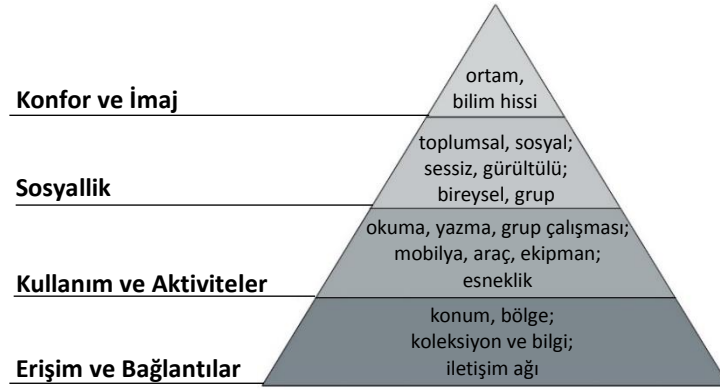 Konfor ve İmaj
ortam,
bilim hissi
Sosyallik
toplumsal, sosyal;
sessiz, gürültülü;
bireysel, grup
Kullanım ve Aktiviteler
okuma, yazma, grup çalışması;
mobilya, araç, ekipman;
esneklik
Erişim ve Bağlantılar
konum, bölge;
koleksiyon ve bilgi;
iletişim ağı